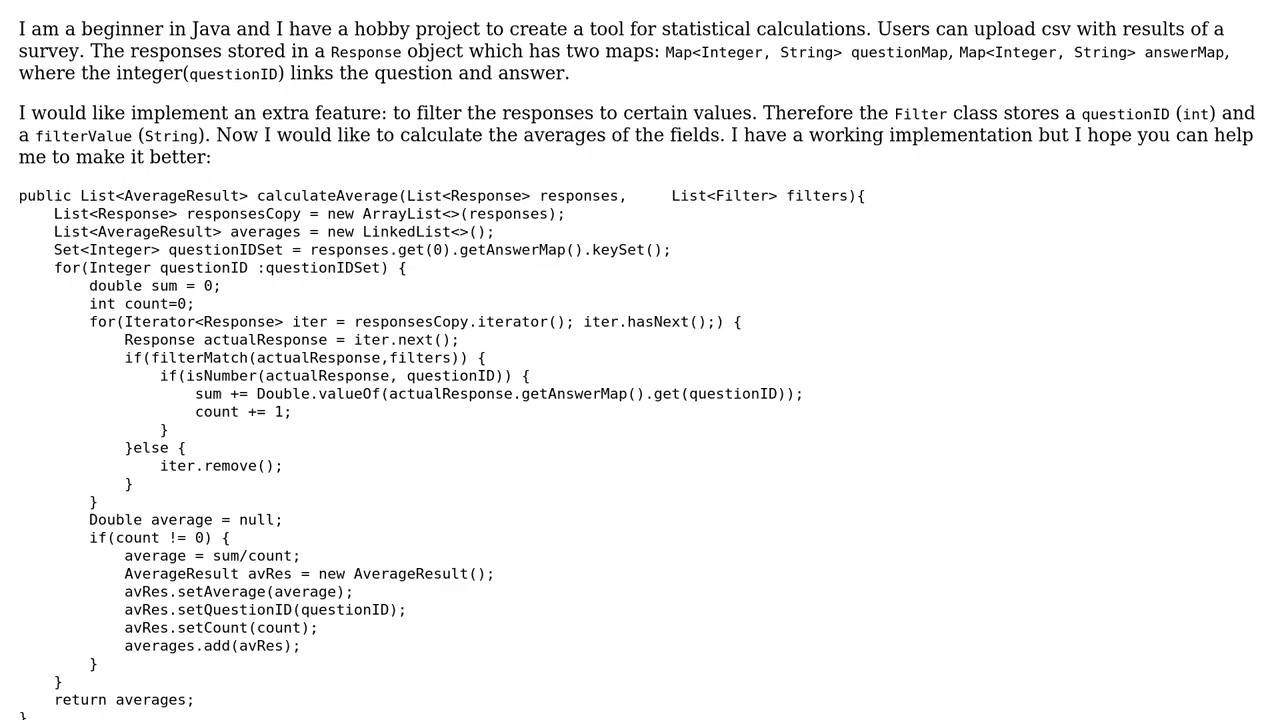 I am a beginner in Java and I have a hobby project to create a tool for statistical calculations. Users can upload csv with results of a
survey. The responses stored in a Response object which has two maps: Map<Integer, String> questionMap, Map<Integer, String> answerMap,
where the integer(questionID) links the question and answer.
I would like implement an extra feature: to filter the responses to certain values. Therefore the Filter class stores a questionID (int) and
a filterValue (String). Now I would like to calculate the averages of the fields. I have a working implementation but I hope you can help
me to make it better:
public List<AverageResult> calculateAverage(List<Response> responses,     List<Filter> filters){
    List<Response> responsesCopy = new ArrayList<>(responses);
    List<AverageResult> averages = new LinkedList<>();
    Set<Integer> questionIDSet = responses.get(0).getAnswerMap().keySet();
    for(Integer questionID :questionIDSet) {
        double sum = 0;
        int count=0;
        for(Iterator<Response> iter = responsesCopy.iterator(); iter.hasNext();) {
            Response actualResponse = iter.next();
            if(filterMatch(actualResponse,filters)) {
                if(isNumber(actualResponse, questionID)) {
                    sum += Double.valueOf(actualResponse.getAnswerMap().get(questionID));
                    count += 1;
                }
            }else {
                iter.remove();
            }
        }
        Double average = null;
        if(count != 0) {
            average = sum/count;
            AverageResult avRes = new AverageResult();
            avRes.setAverage(average);
            avRes.setQuestionID(questionID);
            avRes.setCount(count);
            averages.add(avRes);
        }
    }
    return averages;
}